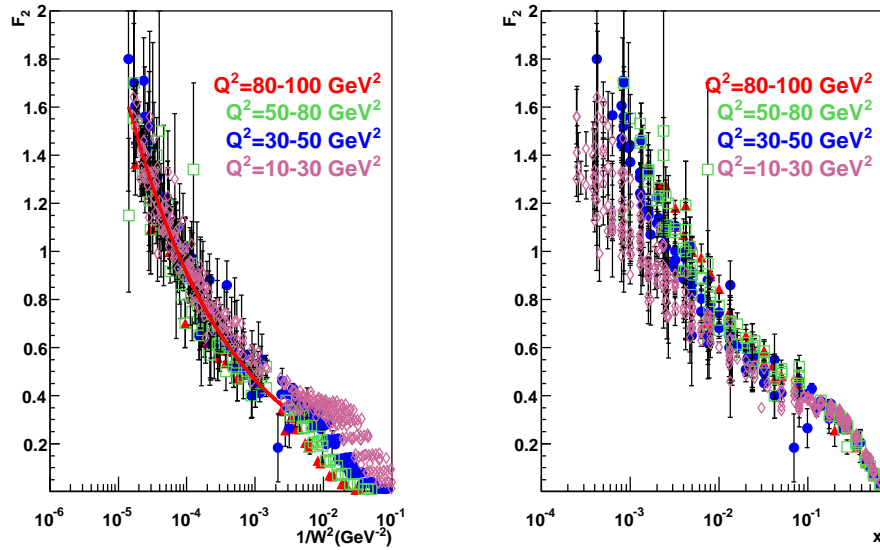 F₂
2
1.8
1.6
1.4
1.2
1
0.8
0.6
0.4
0.2
Q²=80-100 GeV²
Q²=50-80 GeV²
Q²=30-50 GeV²
Q²=10-30 GeV²
10⁻⁶ 10⁻⁵ 10⁻⁴ 10⁻³ 10⁻² 10⁻¹
1/W²(GeV⁻²)
F₂
2
1.8
1.6
1.4
1.2
1
0.8
0.6
0.4
0.2
Q²=80-100 GeV²
Q²=50-80 GeV²
Q²=30-50 GeV²
Q²=10-30 GeV²
10⁻⁴ 10⁻³ 10⁻² 10⁻¹
x